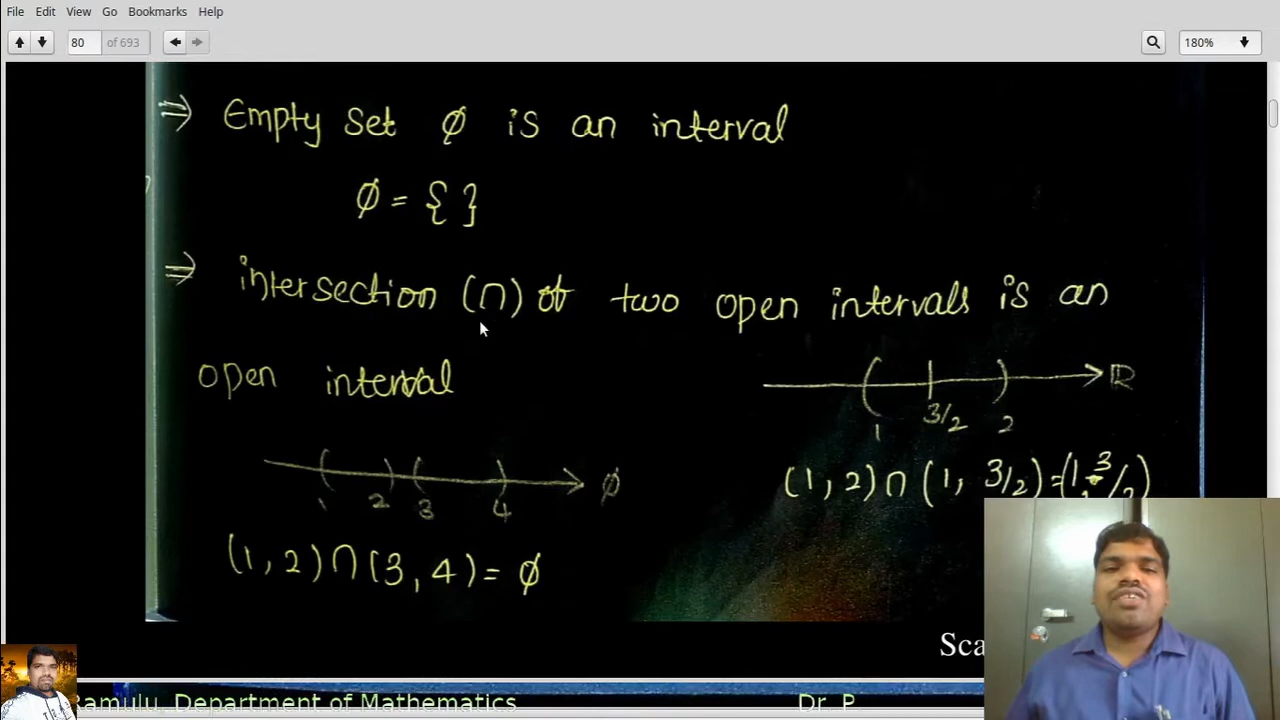 File Edit View Go Bookmarks Help
80 of 693 180%
⇒ Empty set ∅ is an interval
∅ = { }
⇒ intersection (∩) of two open intervals is an
open interval
ℝ
1 3/2 2
1 2 3 4 ∅
(1, 2) ∩ (1, 3/2) = (1, 3/2)
(1, 2) ∩ (3, 4) = ∅
Sca
amulu, Department of Mathematics Dr. P.